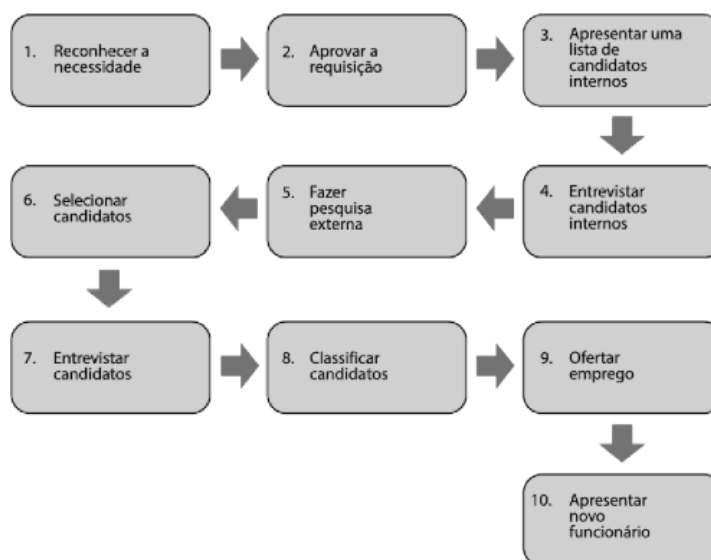 1. Reconhecer a
necessidade
2. Aprovar a
requisição
3. Apresentar uma
lista de
candidatos
internos
4. Entrevistar
candidatos
internos
5. Fazer
pesquisa
externa
6. Selecionar
candidatos
7. Entrevistar
candidatos
8. Classificar
candidatos
9. Ofertar
emprego
10. Apresentar
novo
funcionário